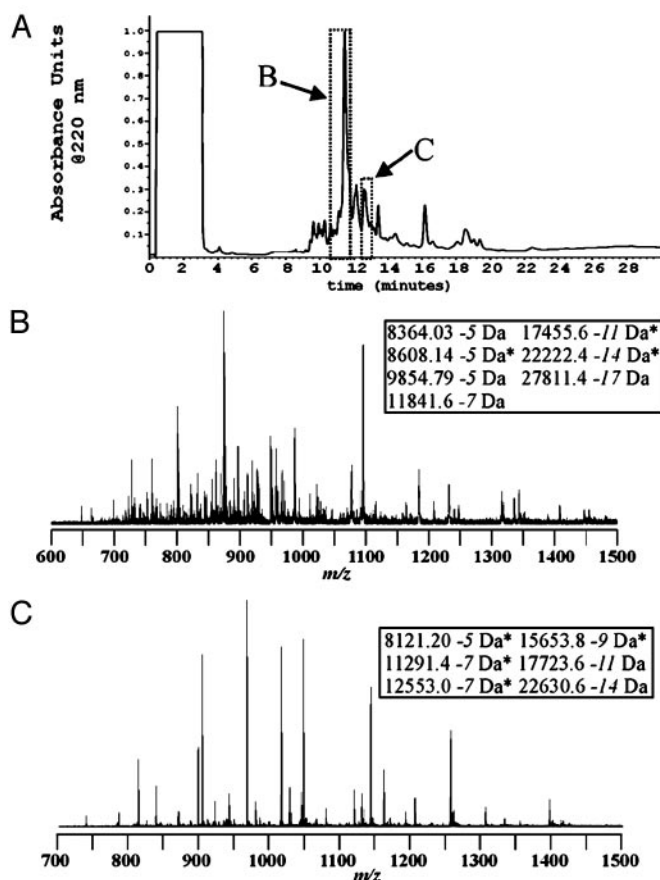 A
Absorbance Units
@220 nm
1.0
0.9
0.8
0.7
0.6
0.5
0.4
0.3
0.2
0.1
B
C
0 2 4 6 8 10 12 14 16 18 20 22 24 26 28
time (minutes)
B
8364.03 -5 Da 17455.6 -11 Da*
8608.14 -5 Da* 22222.4 -14 Da*
9854.79 -5 Da 27811.4 -17 Da
11841.6 -7 Da
600 700 800 900 1000 1100 1200 1300 1400 1500
m/z
C
8121.20 -5 Da* 15653.8 -9 Da*
11291.4 -7 Da* 17723.6 -11 Da
12553.0 -7 Da* 22630.6 -14 Da
700 800 900 1000 1100 1200 1300 1400 1500
m/z